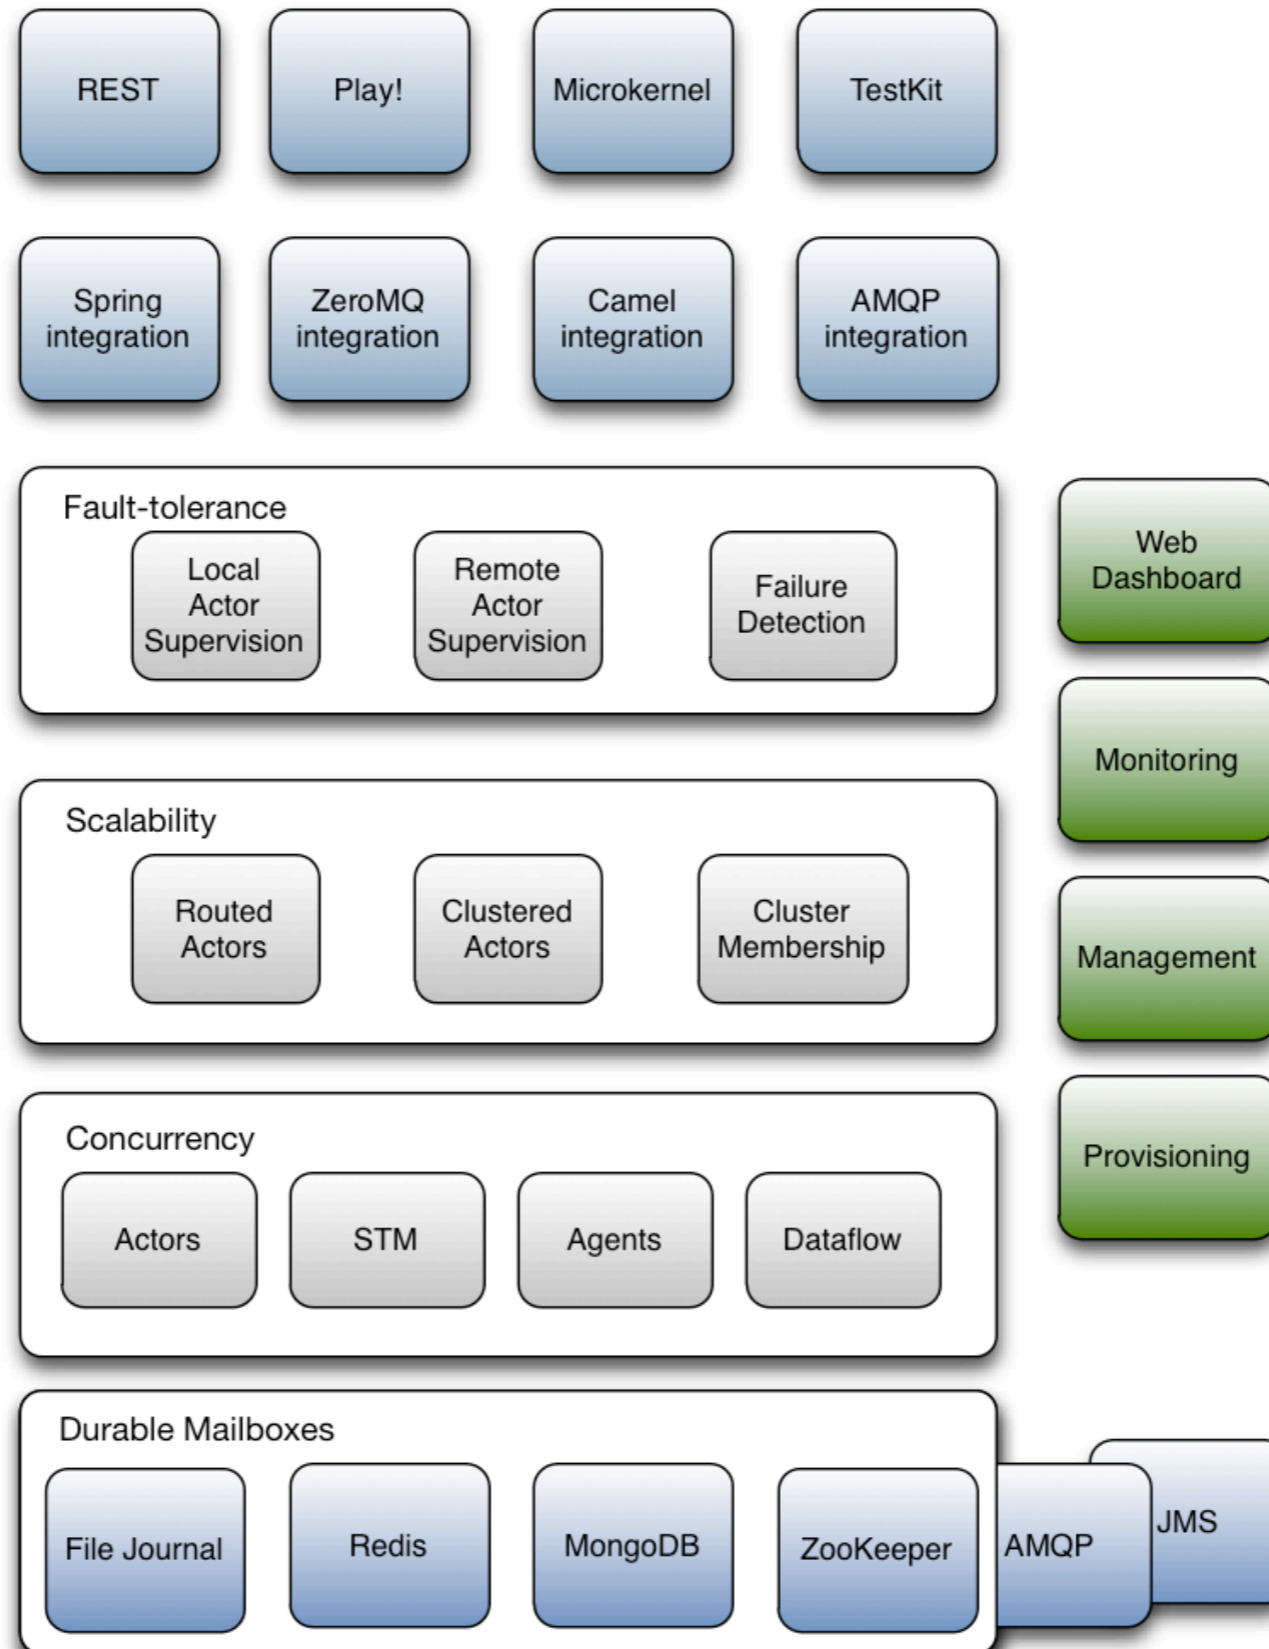 REST
Play!
Microkernel
TestKit
Spring
integration
ZeroMQ
integration
Camel
integration
AMQP
integration
Fault-tolerance
Local
Actor
Supervision
Remote
Actor
Supervision
Failure
Detection
Web
Dashboard
Monitoring
Management
Provisioning
Scalability
Routed
Actors
Clustered
Actors
Cluster
Membership
Concurrency
Actors
STM
Agents
Dataflow
Durable Mailboxes
File Journal
Redis
MongoDB
ZooKeeper
AMQP
JMS